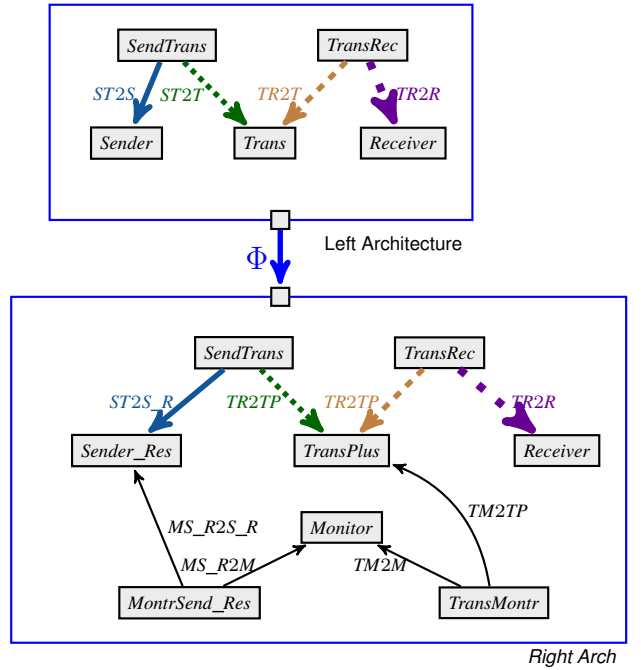 SendTrans TransRec
ST2S ST2T TR2T TR2R
Sender Trans Receiver
Left Architecture
Φ
SendTrans TransRec
ST2S_R TR2TP TR2TP TR2R
Sender_Res TransPlus Receiver
TM2TP
MS_R2S_R Monitor
MS_R2M TM2M
MontrSend_Res TransMontr
Right Arch